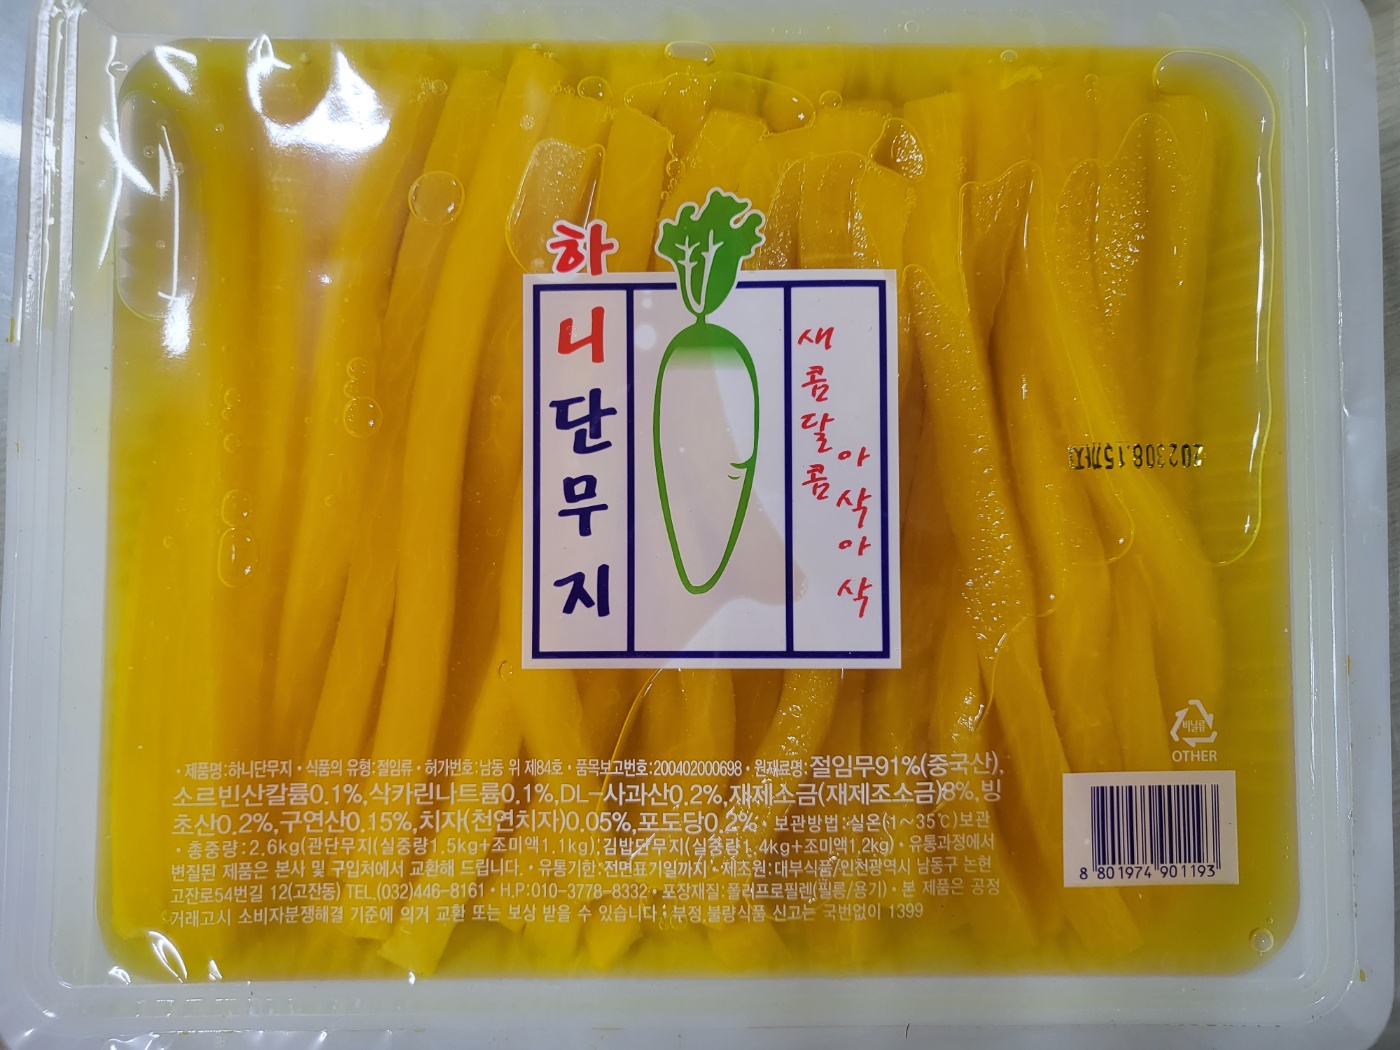 하니단무지
새콤달콤
아삭아삭
2023.08.15까지
OTHER
비닐류
· 제품명:하니단무지 · 식품의 유형:절임류 · 허가번호:남동 위 제84호 · 품목보고번호:200402000698 · 원재료명:절임무91%(중국산),
소르빈산칼륨0.1%,삭카린나트륨0.1%,DL-사과산0.2%,재제소금(재제조소금)8%,빙
초산0.2%,구연산0.15%,치자(천연치자)0.05%,포도당0.2% · 보관방법:실온(1~35℃)보관
· 총중량:2.6kg(관단무지(실중량1.5kg+조미액1.1kg),김밥단무지(실중량1.4kg+조미액1.2kg) · 유통과정에서
변질된 제품은 본사 및 구입처에서 교환해 드립니다. · 유통기한:전면표기일까지 · 제조원:대부식품/인천광역시 남동구 논현
고잔로54번길 12(고잔동) TEL.(032)446-8161 · H.P:010-3778-8332 · 포장재질:폴리프로필렌(필름/용기) · 본 제품은 공정
거래고시 소비자분쟁해결 기준에 의거 교환 또는 보상 받을 수 있습니다 · 부정,불량식품 신고는 국번없이 1399
8 801974 901193